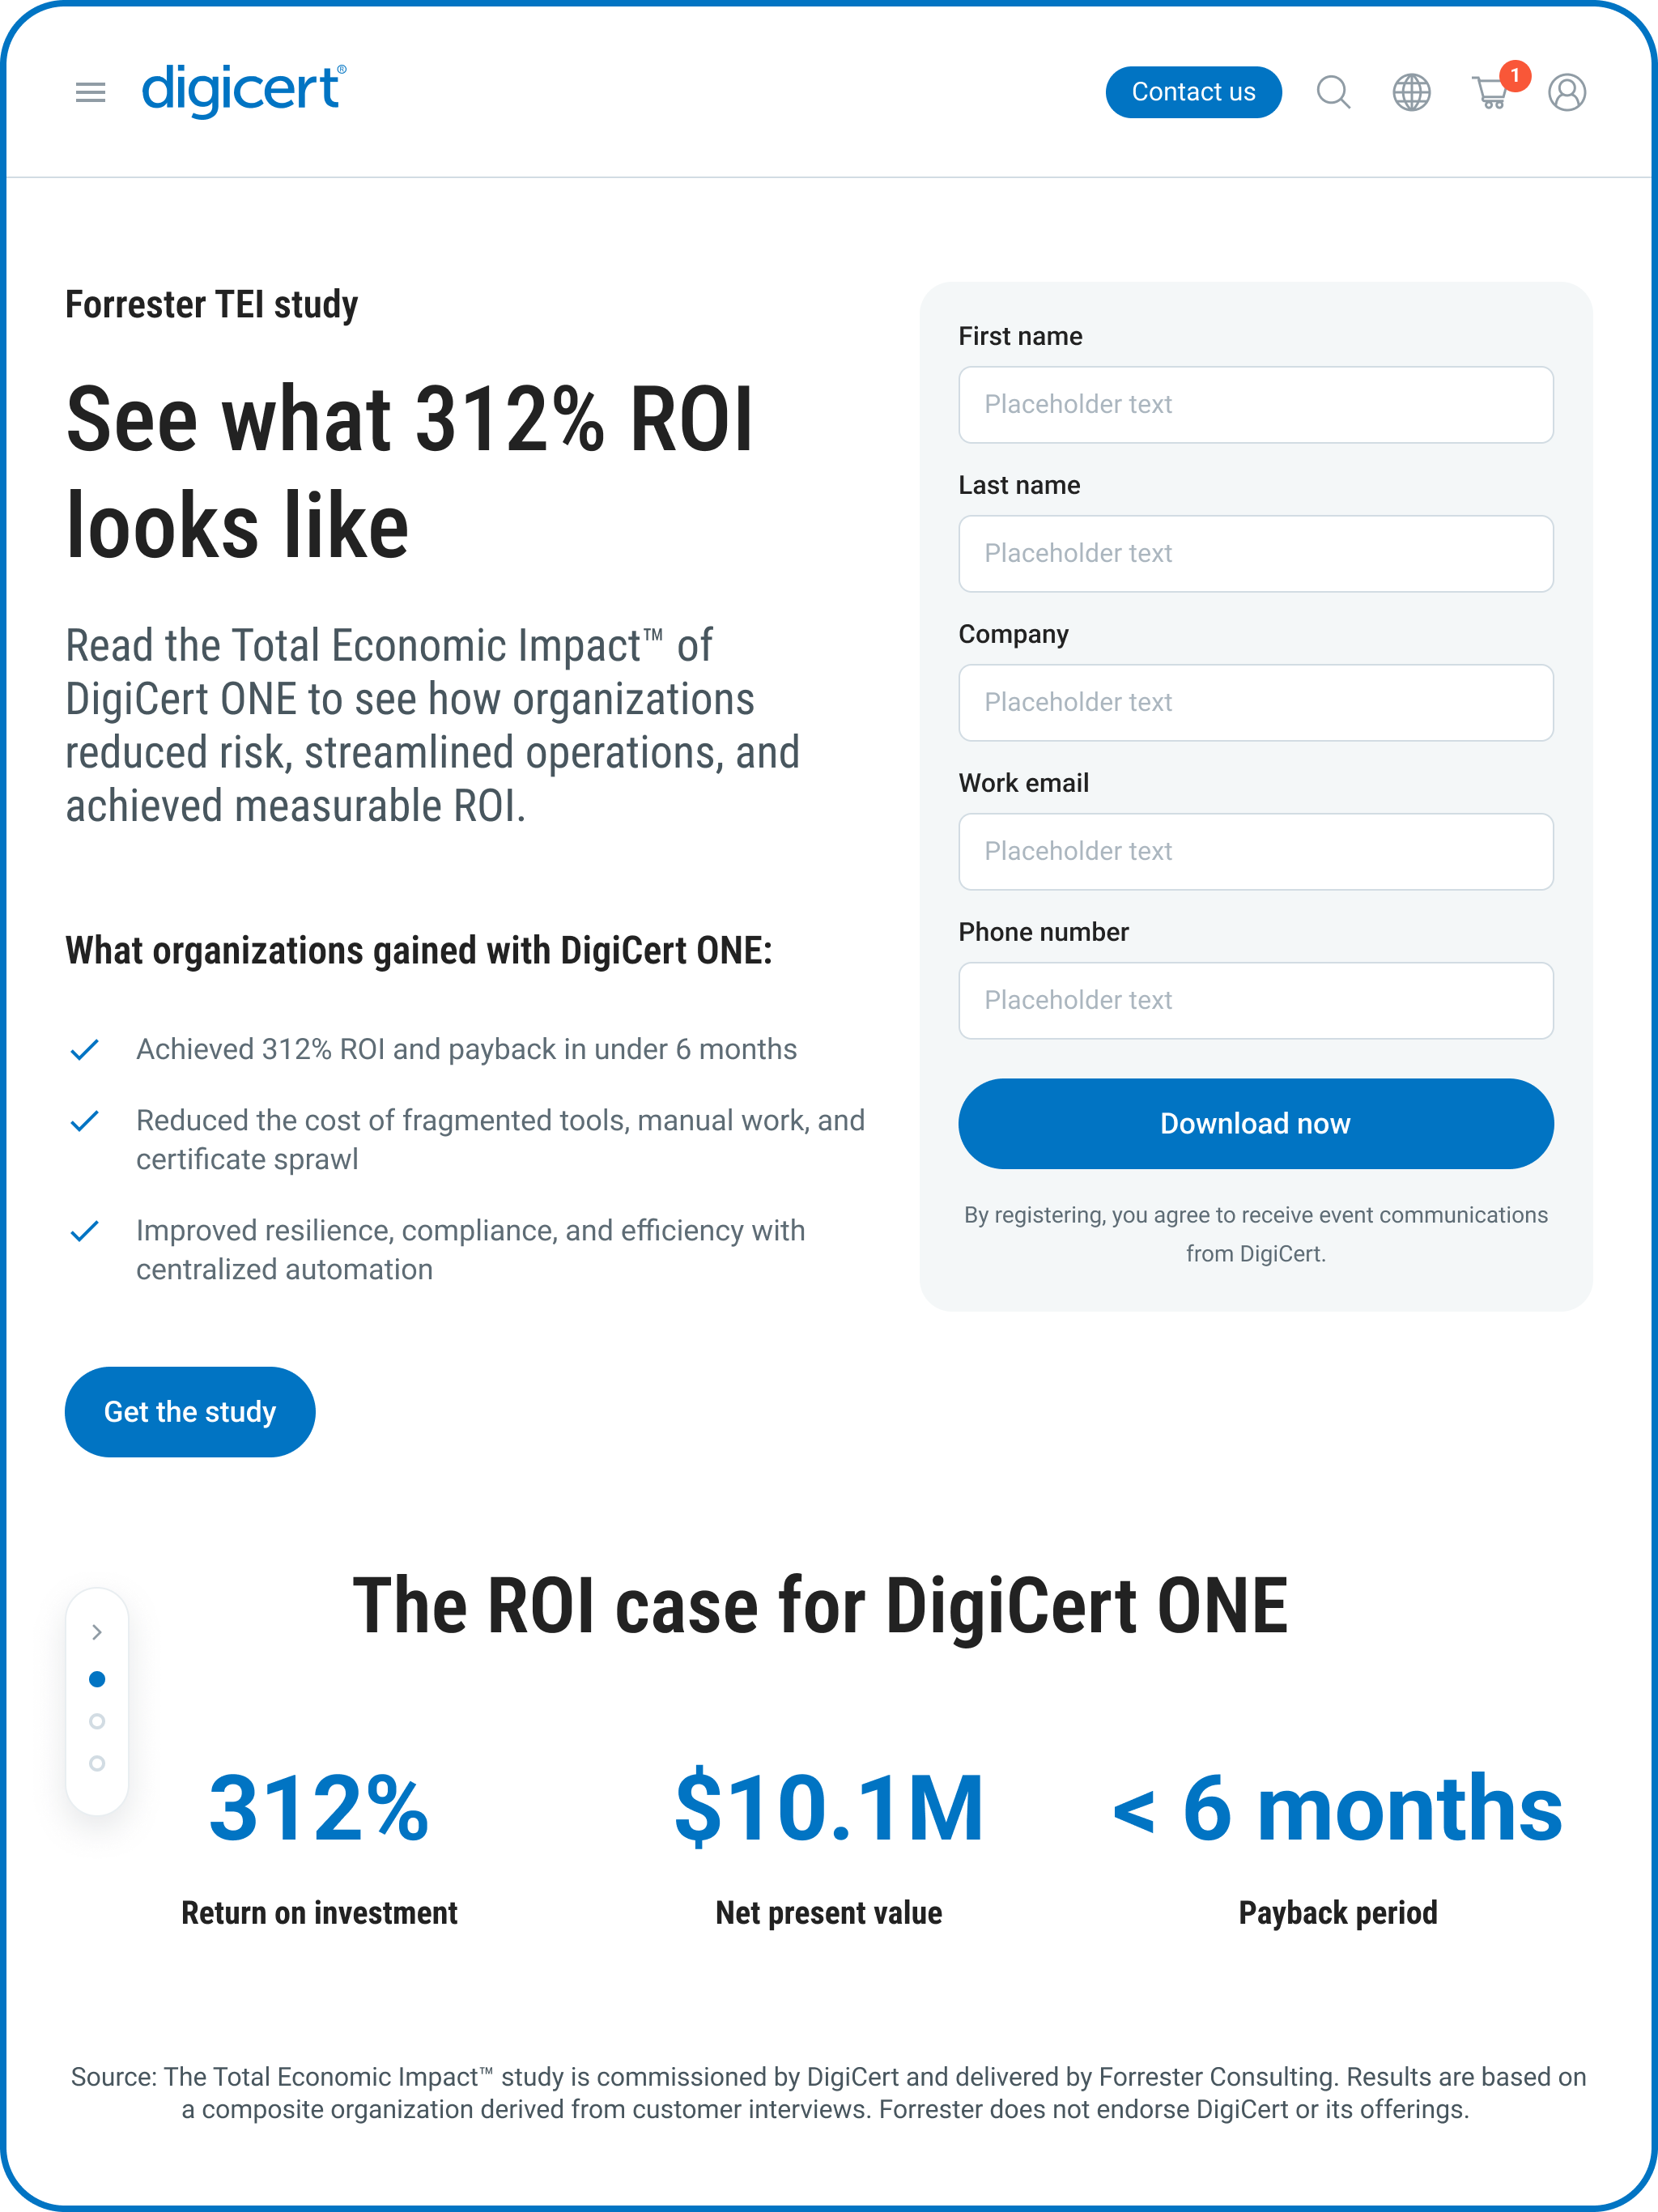 digicert®
Contact us
1
Forrester TEI study
See what 312% ROI
looks like
Read the Total Economic Impact™ of
DigiCert ONE to see how organizations
reduced risk, streamlined operations, and
achieved measurable ROI.
What organizations gained with DigiCert ONE:
Achieved 312% ROI and payback in under 6 months
Reduced the cost of fragmented tools, manual work, and
certificate sprawl
Improved resilience, compliance, and efficiency with
centralized automation
Get the study
First name
Placeholder text
Last name
Placeholder text
Company
Placeholder text
Work email
Placeholder text
Phone number
Placeholder text
Download now
By registering, you agree to receive event communications
from DigiCert.
The ROI case for DigiCert ONE
312%
Return on investment
$10.1M
Net present value
< 6 months
Payback period
Source: The Total Economic Impact™ study is commissioned by DigiCert and delivered by Forrester Consulting. Results are based on
a composite organization derived from customer interviews. Forrester does not endorse DigiCert or its offerings.